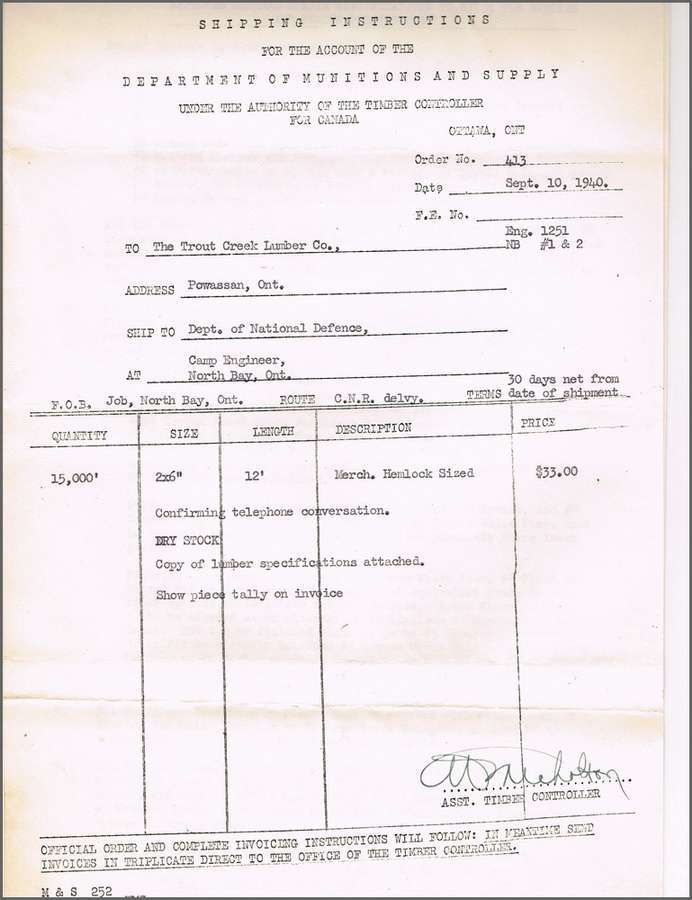 SHIPPING INSTRUCTIONS
FOR THE ACCOUNT OF THE
DEPARTMENT OF MUNITIONS AND SUPPLY
UNDER THE AUTHORITY OF THE TIMBER CONTROLLER
FOR CANADA
OTTAWA, ONT
Order No. 413
Date Sept. 10, 1940.
F.E. No.
Eng. 1251
TO The Trout Creek Lumber Co., NB #1 & 2
ADDRESS Powassan, Ont.
SHIP TO Dept. of National Defence,
Camp Engineer,
AT North Bay, Ont.
30 days net from
F.O.B. Job, North Bay, Ont. ROUTE C.N.R. delvy. TERMS date of shipment
QUANTITY SIZE LENGTH DESCRIPTION PRICE
15,000' 2x6" 12' Merch. Hemlock Sized $33.00
Confirming telephone conversation.
DRY STOCK
Copy of lumber specifications attached.
Show piece tally on invoice
ASST. TIMBER CONTROLLER
OFFICIAL ORDER AND COMPLETE INVOICING INSTRUCTIONS WILL FOLLOW: IN MEANTIME SEND
INVOICES IN TRIPLICATE DIRECT TO THE OFFICE OF THE TIMBER CONTROLLER.
M & S 252